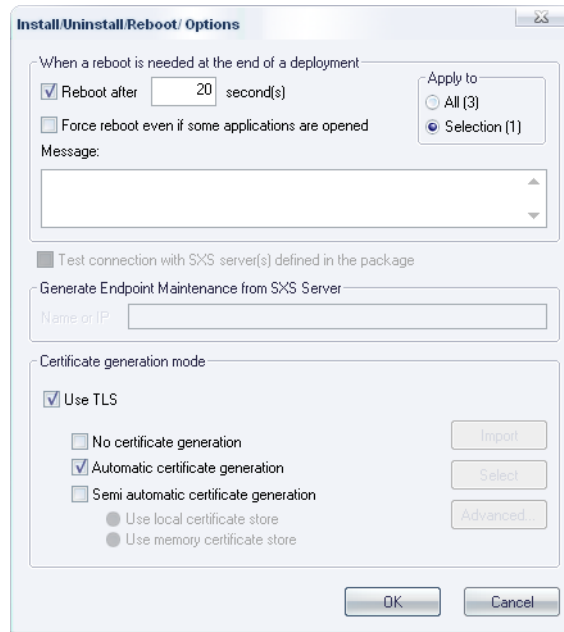 Install/Uninstall/Reboot/ Options
When a reboot is needed at the end of a deployment
Reboot after 20 second(s)
Force reboot even if some applications are opened
Message:
Apply to
All (3)
Selection (1)
Test connection with SXS server(s) defined in the package
Generate Endpoint Maintenance from SXS Server
Name or IP
Certificate generation mode
Use TLS
No certificate generation
Automatic certificate generation
Semi automatic certificate generation
Use local certificate store
Use memory certificate store
Import
Select
Advanced...
OK
Cancel